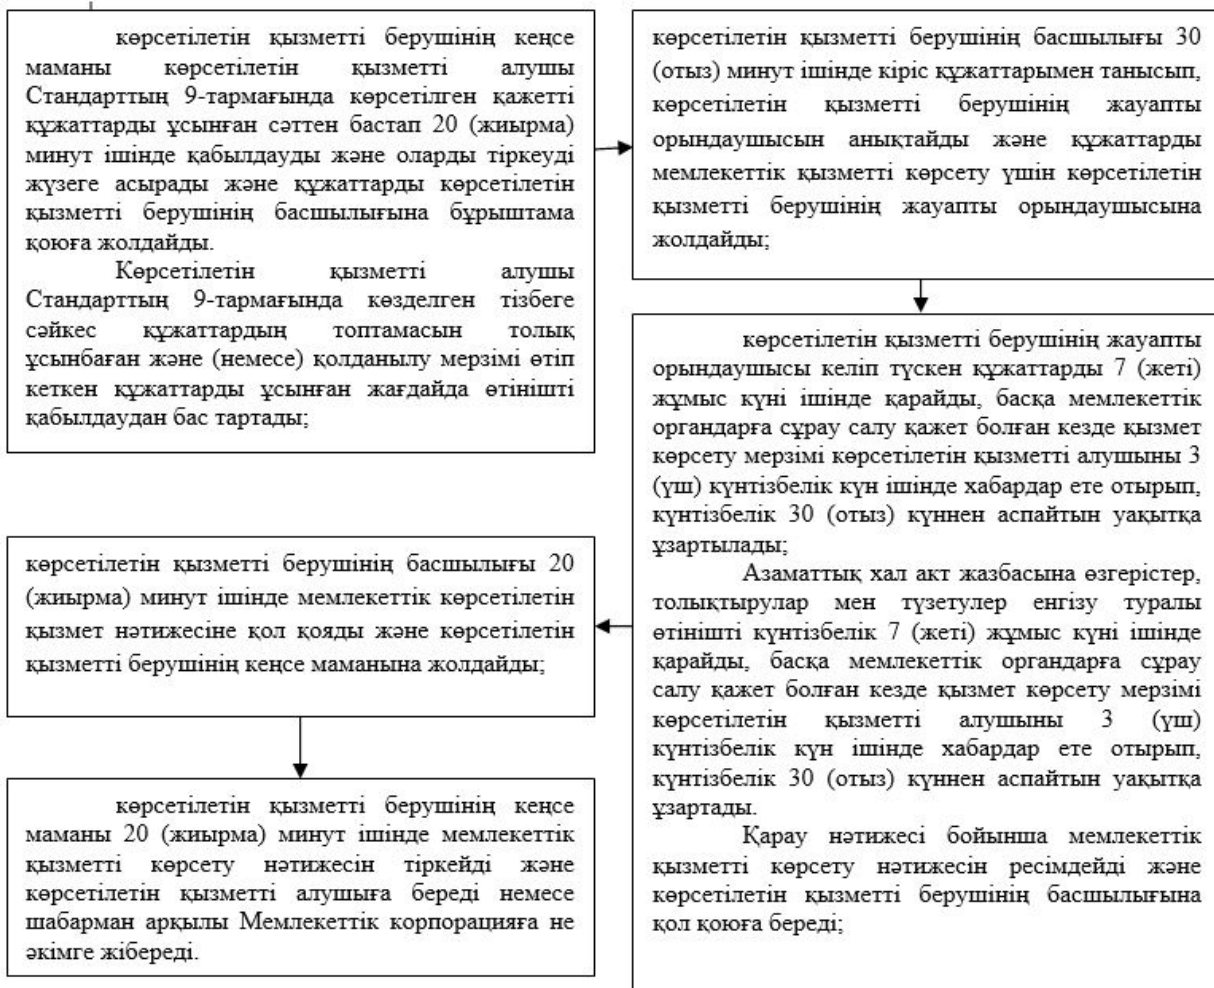 көрсетілетін қызметті берушінің кеңсе
маманы көрсетілетін қызметті алушы
Стандарттың 9-тармағында көрсетілген қажетті
құжаттарды ұсынған сәттен бастап 20 (жиырма)
минут ішінде қабылдауды және оларды тіркеуді
жүзеге асырады және құжаттарды көрсетілетін
қызметті берушінің басшылығына бұрыштама
қоюға жолдайды.
Көрсетілетін қызметті алушы
Стандарттың 9-тармағында көзделген тізбеге
сәйкес құжаттардың топтамасын толық
ұсынбаған және (немесе) қолданылу мерзімі өтіп
кеткен құжаттарды ұсынған жағдайда өтінішті
қабылдаудан бас тартады;
көрсетілетін қызметті берушінің басшылығы 30
(отыз) минут ішінде кіріс құжаттарымен танысып,
көрсетілетін қызметті берушінің жауапты
орындаушысын анықтайды және құжаттарды
мемлекеттік қызметті көрсету үшін көрсетілетін
қызметті берушінің жауапты орындаушысына
жолдайды;
көрсетілетін қызметті берушінің жауапты
орындаушысы келіп түскен құжаттарды 7 (жеті)
жұмыс күні ішінде қарайды, басқа мемлекеттік
органдарға сұрау салу қажет болған кезде қызмет
көрсету мерзімі көрсетілетін қызметті алушыны 3
(үш) күнтізбелік күн ішінде хабардар ете отырып,
күнтізбелік 30 (отыз) күннен аспайтын уақытқа
ұзартылады;
Азаматтық хал акт жазбасына өзгерістер,
толықтырулар мен түзетулер енгізу туралы
өтінішті күнтізбелік 7 (жеті) жұмыс күні ішінде
қарайды, басқа мемлекеттік органдарға сұрау
салу қажет болған кезде қызмет көрсету мерзімі
көрсетілетін қызметті алушыны 3 (үш)
күнтізбелік күн ішінде хабардар ете отырып,
күнтізбелік 30 (отыз) күннен аспайтын уақытқа
ұзартады.
Қарау нәтижесі бойынша мемлекеттік
қызметті көрсету нәтижесін ресімдейді және
көрсетілетін қызметті берушінің басшылығына
қол қоюға береді;
көрсетілетін қызметті берушінің басшылығы 20
(жиырма) минут ішінде мемлекеттік көрсетілетін
қызмет нәтижесіне қол қояды және көрсетілетін
қызметті берушінің кеңсе маманына жолдайды;
көрсетілетін қызметті берушінің кеңсе
маманы 20 (жиырма) минут ішінде мемлекеттік
қызметті көрсету нәтижесін тіркейді және
көрсетілетін қызметті алушыға береді немесе
шабарман арқылы Мемлекеттік корпорацияға не
әкімге жібереді.